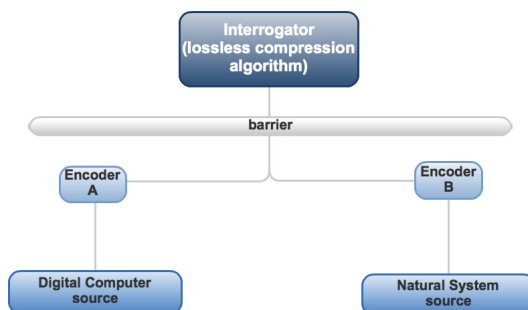 Interrogator
(lossless compression
algorithm)
barrier
Encoder
A
Encoder
B
Digital Computer
source
Natural System
source